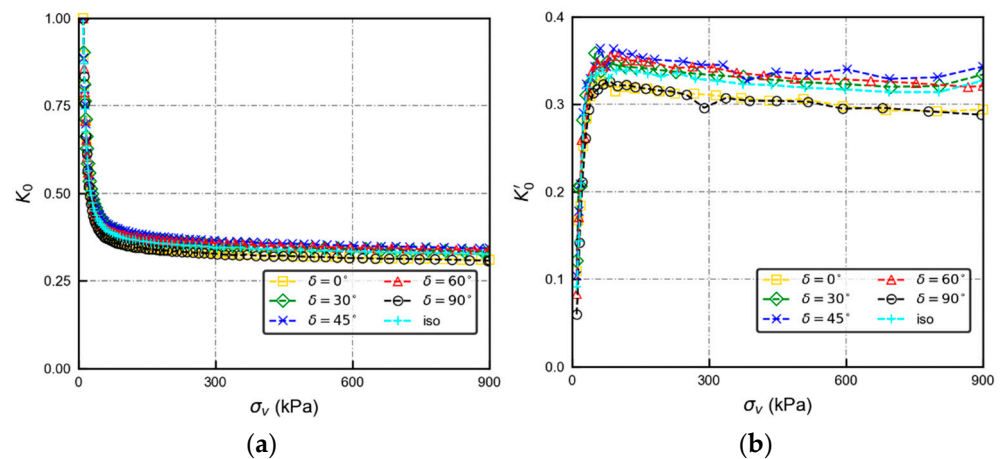 1.00
0.75
0.50
0.25
0.00
K₀
0 300 600 900
σᵥ (kPa)
δ = 0° δ = 60°
δ = 30° δ = 90°
δ = 45° iso
(a)
0.4
0.3
0.2
0.1
0.0
K₀′
0 300 600 900
σᵥ (kPa)
δ = 0° δ = 60°
δ = 30° δ = 90°
δ = 45° iso
(b)